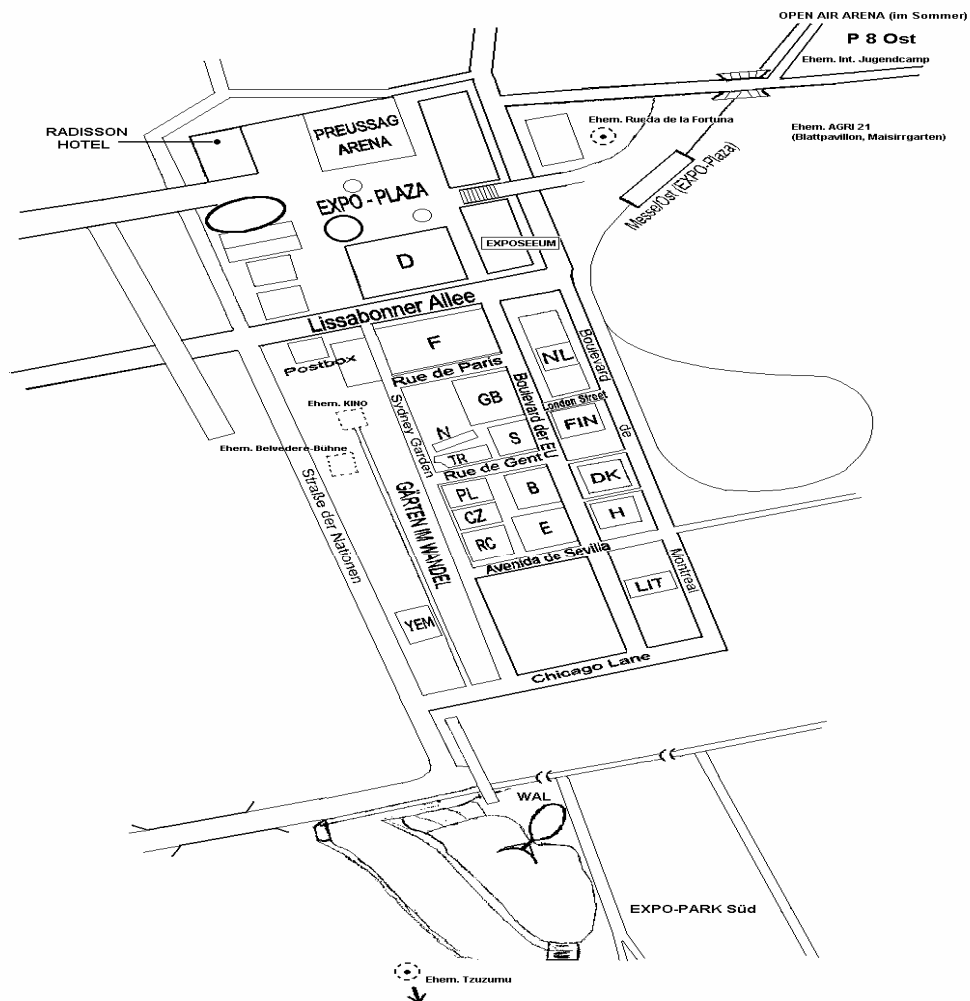 OPEN AIR ARENA (im Sommer)
P 8 Ost
Ehem. Int. Jugendcamp
RADISSON
HOTEL
PREUSSAG
ARENA
Ehem. Rueda de la Fortuna
Ehem. AGRI 21
(Blattpavillon, Maisirrgarten)
Messe/Ost (EXPO-Plaza)
EXPO - PLAZA
EXPOSEEUM
D
Lissabonner Allee
F
Postbox
Rue de Paris
NL
Boulevard
de
Montreal
Boulevard der EU
London Street
GB
FIN
Ehem. KINO
Sydney Garden
N
S
TR
Ehem. Belvedere-Bühne
Rue de Gent
Straße der Nationen
GÄRTEN IM WANDEL
PL
B
DK
CZ
H
RC
E
Avenida de Sevilla
LIT
YEM
Chicago Lane
WAL
EXPO-PARK Süd
Ehem. Tzuzumu